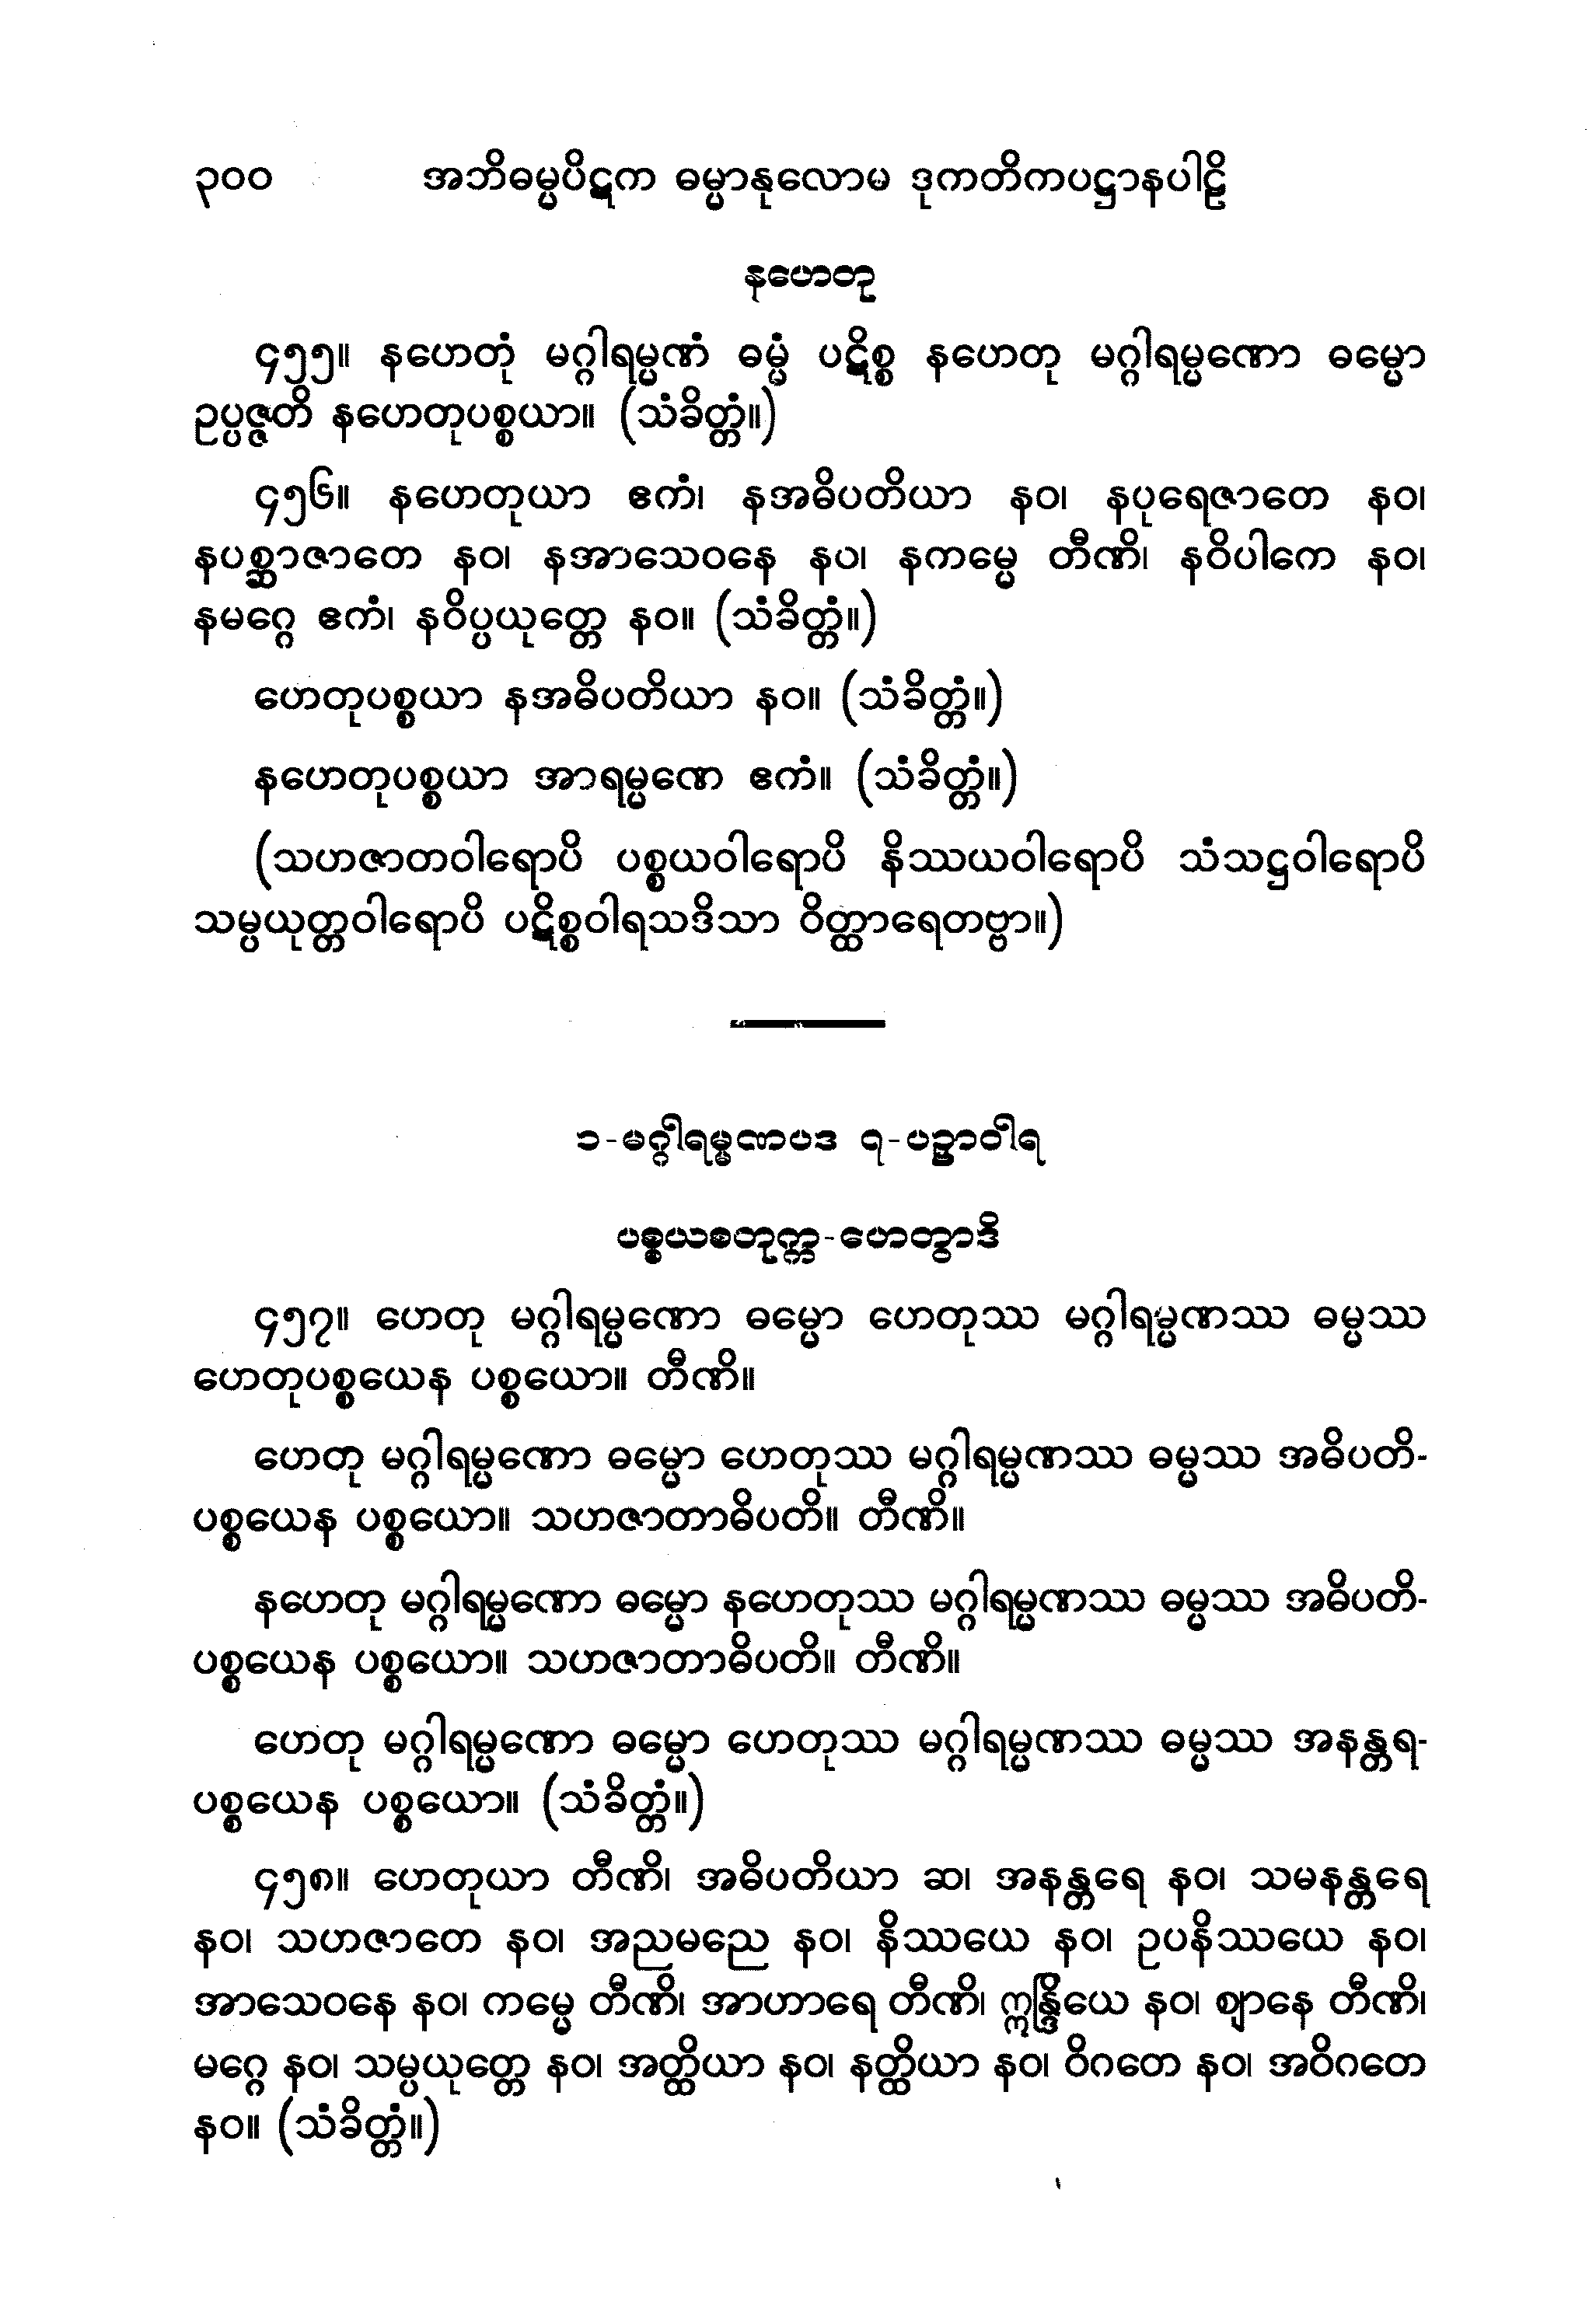 ၃၀၀ အဘိဓမ္မပိဋက ဓမ္မာနုလောမ ဒုကတိကပဋ္ဌာနပါဠိ
နဟေတု
၄၅၅။ နဟေတုံ မဂ္ဂါရမ္မဏံ ဓမ္မံ ပဋိစ္စ နဟေတု မဂ္ဂါရမ္မဏော ဓမ္မော
ဥပ္ပဇ္ဇတိ နဟေတုပစ္စယာ။ (သံခိတ္တံ။)
၄၅၆။ နဟေတုယာ ဧကံ၊ နအဓိပတိယာ နဝ၊ နပုရေဇာတေ နဝ၊
နပစ္ဆာဇာတေ နဝ၊ နအာသေဝနေ နပ၊ နကမ္မေ တီဏိ၊ နဝိပါကေ နဝ၊
နမဂ္ဂေ ဧကံ၊ နဝိပ္ပယုတ္တေ နဝ။ (သံခိတ္တံ။)
ဟေတုပစ္စယာ နအဓိပတိယာ နဝ။ (သံခိတ္တံ။)
နဟေတုပစ္စယာ အာရမ္မဏေ ဧကံ။ (သံခိတ္တံ။)
(သဟဇာတဝါရောပိ ပစ္စယဝါရောပိ နိဿယဝါရောပိ သံသဋ္ဌဝါရောပိ
သမ္ပယုတ္တဝါရောပိ ပဋိစ္စဝါရသဒိသာ ဝိတ္ထာရေတဗ္ဗာ။)
၁-မဂ္ဂါရမ္မဏပဒ ၇-ပဉှာဝါရ
ပစ္စယစတုက္က-ဟေတွာဒိ
၄၅၇။ ဟေတု မဂ္ဂါရမ္မဏော ဓမ္မော ဟေတုဿ မဂ္ဂါရမ္မဏဿ ဓမ္မဿ
ဟေတုပစ္စယေန ပစ္စယော။ တီဏိ။
ဟေတု မဂ္ဂါရမ္မဏော ဓမ္မော ဟေတုဿ မဂ္ဂါရမ္မဏဿ ဓမ္မဿ အဓိပတိ-
ပစ္စယေန ပစ္စယော။ သဟဇာတာဓိပတိ။ တီဏိ။
နဟေတု မဂ္ဂါရမ္မဏော ဓမ္မော နဟေတုဿ မဂ္ဂါရမ္မဏဿ ဓမ္မဿ အဓိပတိ-
ပစ္စယေန ပစ္စယော။ သဟဇာတာဓိပတိ။ တီဏိ။
ဟေတု မဂ္ဂါရမ္မဏော ဓမ္မော ဟေတုဿ မဂ္ဂါရမ္မဏဿ ဓမ္မဿ အနန္တရ-
ပစ္စယေန ပစ္စယော။ (သံခိတ္တံ။)
၄၅၈။ ဟေတုယာ တီဏိ၊ အဓိပတိယာ ဆ၊ အနန္တရေ နဝ၊ သမနန္တရေ
နဝ၊ သဟဇာတေ နဝ၊ အညမညေ နဝ၊ နိဿယေ နဝ၊ ဥပနိဿယေ နဝ၊
အာသေဝနေ နဝ၊ ကမ္မေ တီဏိ၊ အာဟာရေ တီဏိ၊ ဣန္ဒြိယေ နဝ၊ ဈာနေ တီဏိ၊
မဂ္ဂေ နဝ၊ သမ္ပယုတ္တေ နဝ၊ အတ္ထိယာ နဝ၊ နတ္ထိယာ နဝ၊ ဝိဂတေ နဝ၊ အဝိဂတေ
နဝ။ (သံခိတ္တံ။)